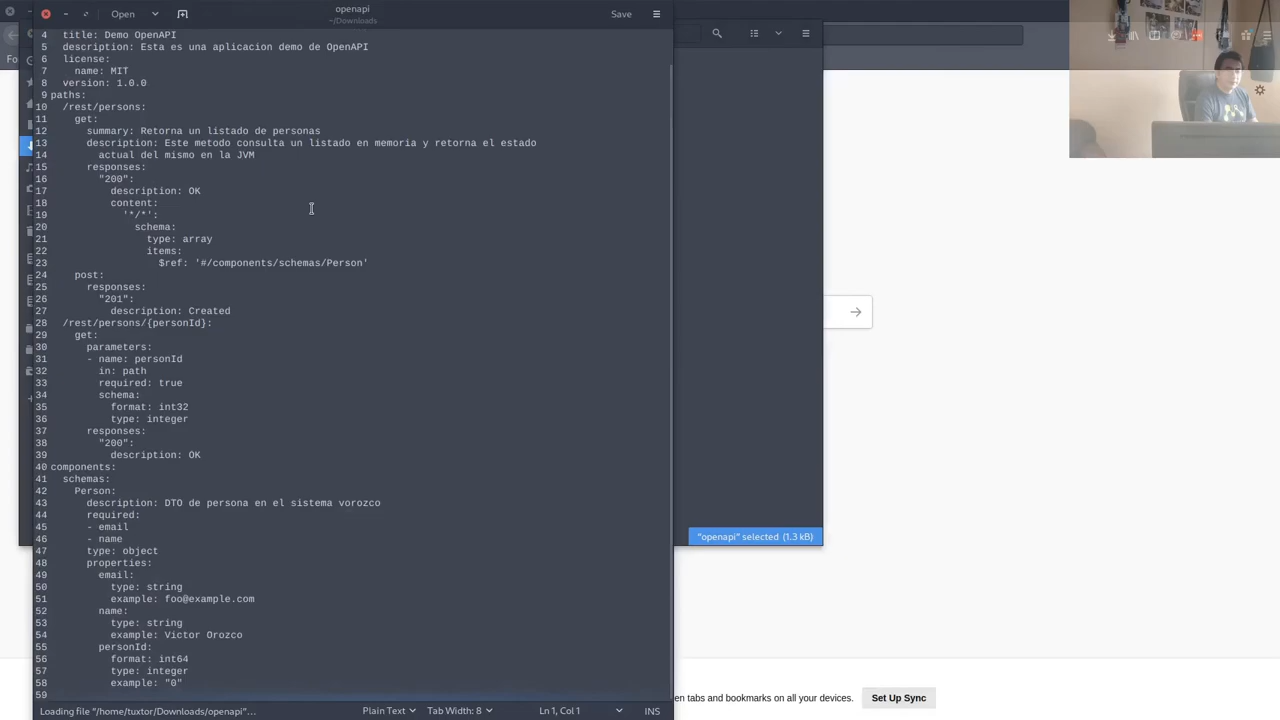 Open
openapi
~/Downloads
Save
4 title: Demo OpenAPI
5 description: Esta es una aplicacion demo de OpenAPI
6 license:
7 name: MIT
8 version: 1.0.0
9 paths:
10 /rest/persons:
11 get:
12 summary: Retorna un listado de personas
13 description: Este metodo consulta un listado en memoria y retorna el estado
14 actual del mismo en la JVM
15 responses:
16 "200":
17 description: OK
18 content:
19 '*/*':
20 schema:
21 type: array
22 items:
23 $ref: '#/components/schemas/Person'
24 post:
25 responses:
26 "201":
27 description: Created
28 /rest/persons/{personId}:
29 get:
30 parameters:
31 - name: personId
32 in: path
33 required: true
34 schema:
35 format: int32
36 type: integer
37 responses:
38 "200":
39 description: OK
40 components:
41 schemas:
42 Person:
43 description: DTO de persona en el sistema vorozco
44 required:
45 - email
46 - name
47 type: object
48 properties:
49 email:
50 type: string
51 example: foo@example.com
52 name:
53 type: string
54 example: Victor Orozco
55 personId:
56 format: int64
57 type: integer
58 example: "0"
59
Loading file "/home/tuxtor/Downloads/openapi"… Plain Text Tab Width: 8 Ln 1, Col 1 INS
"openapi" selected (1.3 kB)
en tabs and bookmarks on all your devices.
Set Up Sync